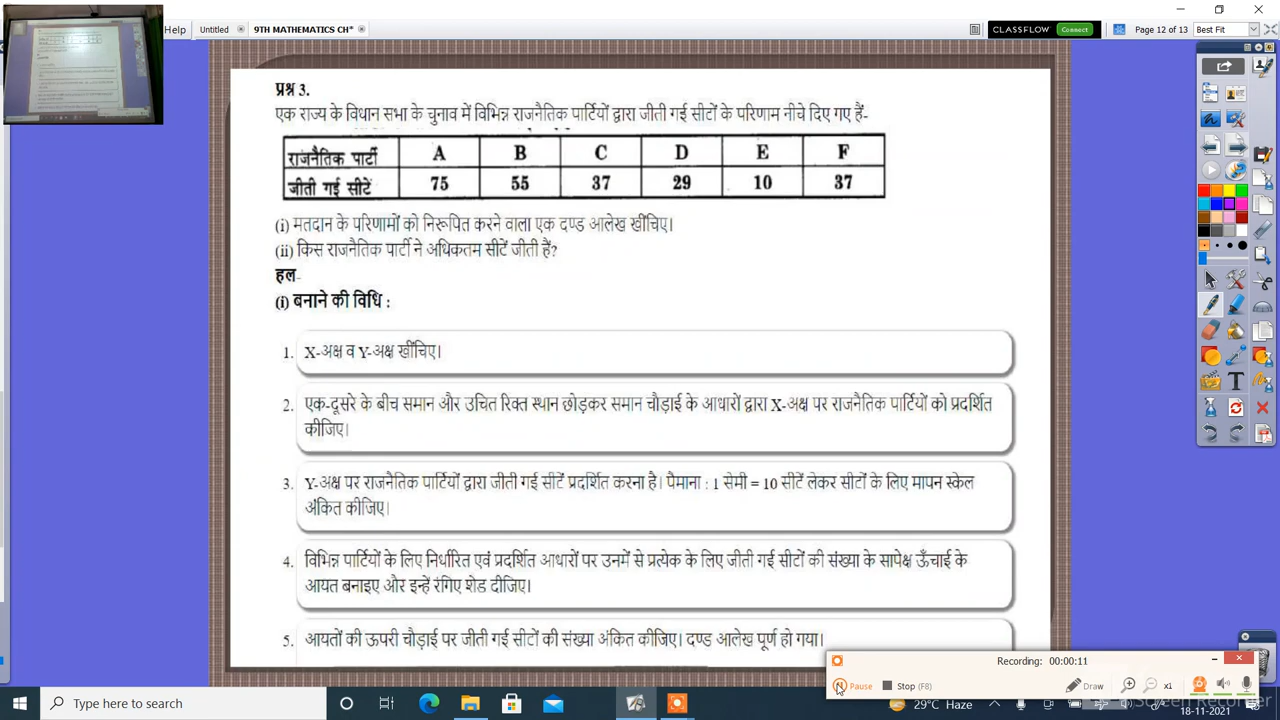 Help
Untitled
9TH MATHEMATICS CH*
CLASSFLOW
Connect
Page 12 of 13
Best Fit
प्रश्न 3.
एक राज्य के विधान सभा के चुनाव में विभिन्न राजनैतिक पार्टियों द्वारा जीती गई सीटों के परिणाम नीचे दिए गए हैं-
राजनैतिक पार्टी A B C D E F
जीती गई सीटें 75 55 37 29 10 37
(i) मतदान के परिणामों को निरूपित करने वाला एक दण्ड आलेख खींचिए।
(ii) किस राजनैतिक पार्टी ने अधिकतम सीटें जीती हैं?
हल-
(i) बनाने की विधि :
1. X-अक्ष व Y-अक्ष खींचिए।
2. एक-दूसरे के बीच समान और उचित रिक्त स्थान छोड़कर समान चौड़ाई के आधारों द्वारा X-अक्ष पर राजनैतिक पार्टियों को प्रदर्शित
कीजिए।
3. Y-अक्ष पर राजनैतिक पार्टियों द्वारा जीती गई सीटें प्रदर्शित करना है। पैमाना : 1 सेमी = 10 सीटें लेकर सीटों के लिए मापन स्केल
अंकित कीजिए।
4. विभिन्न पार्टियों के लिए निर्धारित एवं प्रदर्शित आधारों पर उनमें से प्रत्येक के लिए जीती गई सीटों की संख्या के सापेक्ष ऊँचाई के
आयत बनाइए और इन्हें रंगिए शेड दीजिए।
5. आयतों की ऊपरी चौड़ाई पर जीती गई सीटों की संख्या अंकित कीजिए। दण्ड आलेख पूर्ण हो गया।
Recording: 00:00:11
Pause
Stop (F8)
Draw
x1
Type here to search
29°C Haze
18-11-2021